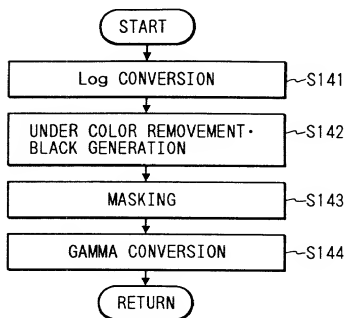 START
Log CONVERSION
S141
UNDER COLOR REMOVEMENT·
BLACK GENERATION
S142
MASKING
S143
GAMMA CONVERSION
S144
RETURN